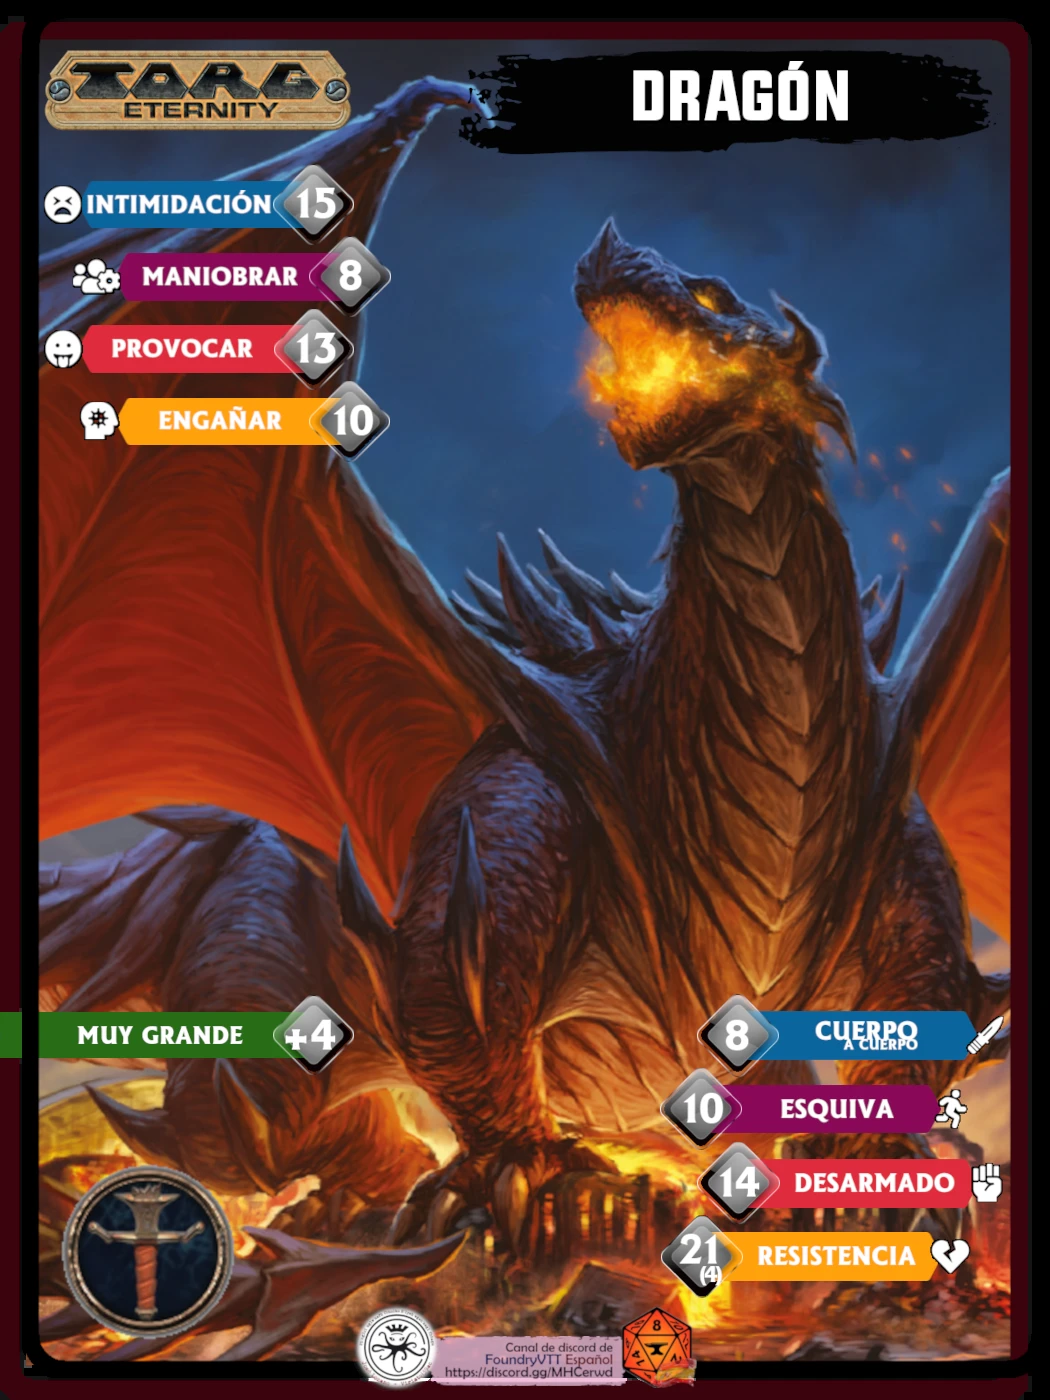 TORG
ETERNITY
DRAGÓN
INTIMIDACIÓN 15
MANIOBRAR 8
PROVOCAR 13
ENGAÑAR 10
MUY GRANDE +4
8 CUERPO
A CUERPO
10 ESQUIVA
14 DESARMADO
21 RESISTENCIA
(4)
Canal de discord de
FoundryVTT Español
https://discord.gg/MHCerwd
8